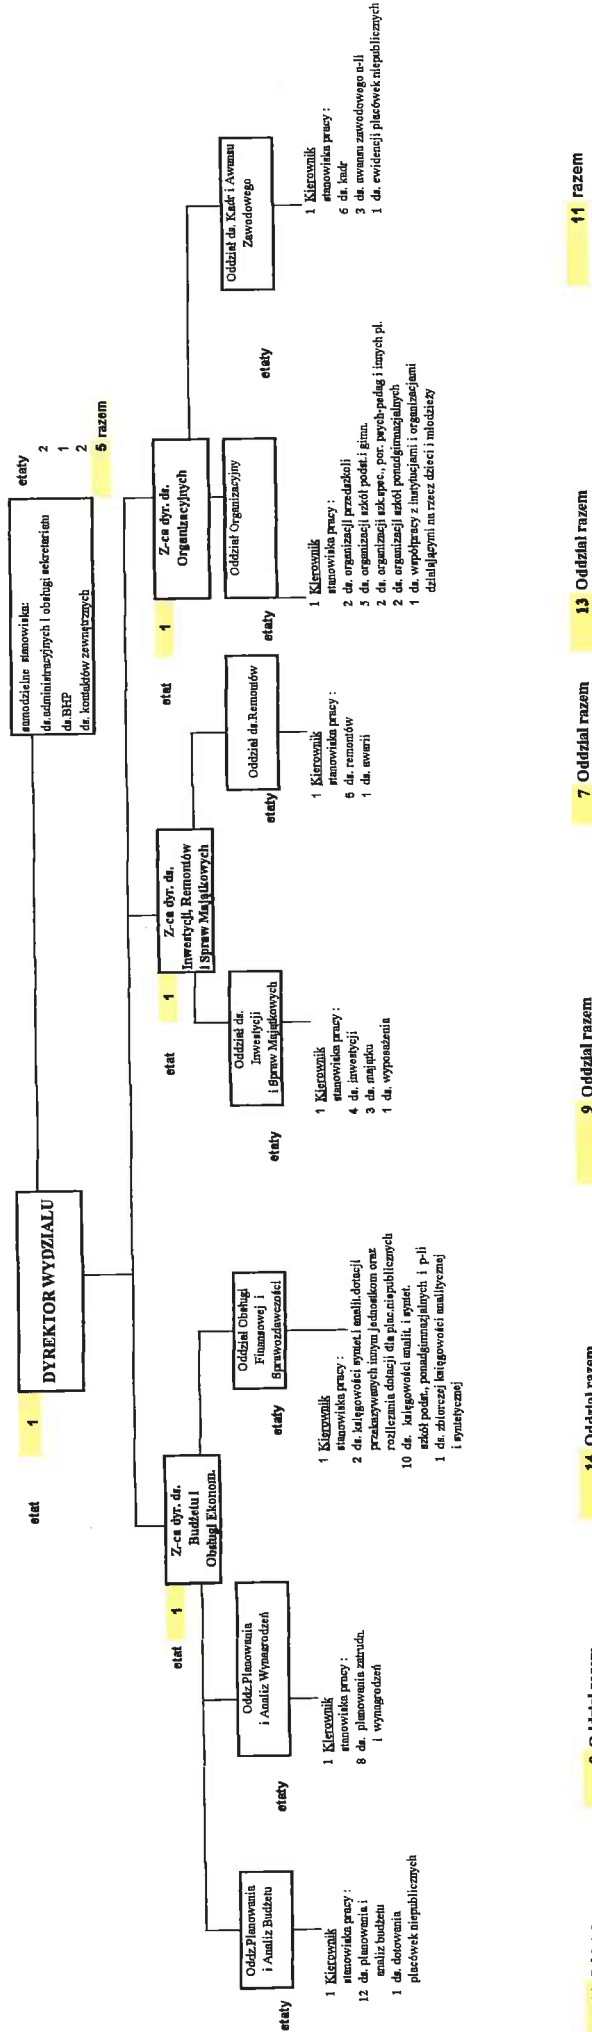 etat
1
DYREKTOR WYDZIAŁU
samodzielne stanowiska:
ds.administracyjnych i obsługi sekretariatu
ds.BHP
ds. kontaktów zewnętrznych
etaty
2
1
2
5 razem
etat 1
Z-ca dyr. ds.
Budżetu i
Obsługi Ekonom.
etat
1
Z-ca dyr. ds.
Inwestycji, Remontów
i Spraw Majątkowych
etat
1
Z-ca dyr. ds.
Organizacyjnych
etaty
Oddz.Planowania
i Analiz Budżetu
1 Kierownik
stanowiska pracy :
12 ds. planowania i
analiz budżetu
1 ds. dotowania
placówek niepublicznych
etaty
Oddz.Planowania
i Analiz Wynagrodzeń
1 Kierownik
stanowiska pracy :
8 ds. planowania zatrudn.
i wynagrodzeń
etaty
Oddział Obsługi
Finansowej i
Sprawozdawczości
1 Kierownik
stanowiska pracy :
2 ds. księgowości syntet.i analit.dotacji
przekazywanych innym jednostkom oraz
rozliczania dotacji dla plac.niepublicznych
10 ds. księgowości analit. i syntet.
szkół podst., ponadgimnazjalnych i p-li
1 ds. zbiorczej księgowości analitycznej
i syntetycznej
etaty
Oddział ds.
Inwestycji
i Spraw Majątkowych
1 Kierownik
stanowiska pracy :
4 ds. inwestycji
3 ds. majątku
1 ds. wyposażenia
etaty
Oddział ds.Remontów
1 Kierownik
stanowiska pracy :
5 ds. remontów
1 ds. awarii
etaty
Oddział Organizacyjny
1 Kierownik
stanowiska pracy :
2 ds. organizacji przedszkoli
5 ds. organizacji szkół podst.i gimn.
2 ds. organizacji szk.spec., por. psych-pedag i innych pl.
2 ds. organizacji szkół ponadgimnazjalnych
1 ds. współpracy z instytucjami i organizacjami
działającymi na rzecz dzieci i młodzieży
etaty
Oddział ds. Kadr i Awansu
Zawodowego
1 Kierownik
stanowiska pracy :
6 ds. kadr
3 ds. awansu zawodowego n-li
1 ds. ewidencji placówek niepublicznych
14 Oddział razem
9 Oddział razem
7 Oddział razem
13 Oddział razem
11 razem